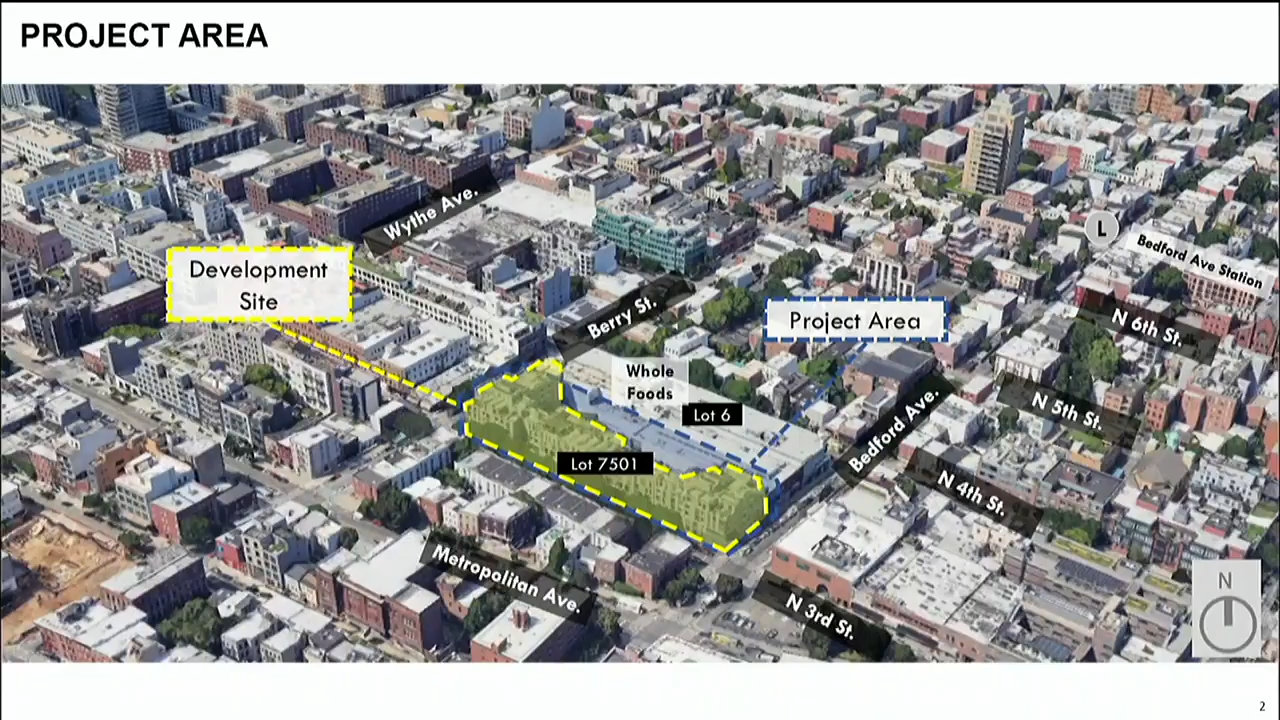 PROJECT AREA
Wythe Ave.
L
Bedford Ave Station
Development
Site
Berry St.
Project Area
N 6th St.
Whole
Foods
Lot 6
Bedford Ave.
N 5th St.
Lot 7501
N 4th St.
Metropolitan Ave.
N 3rd St.
N
2